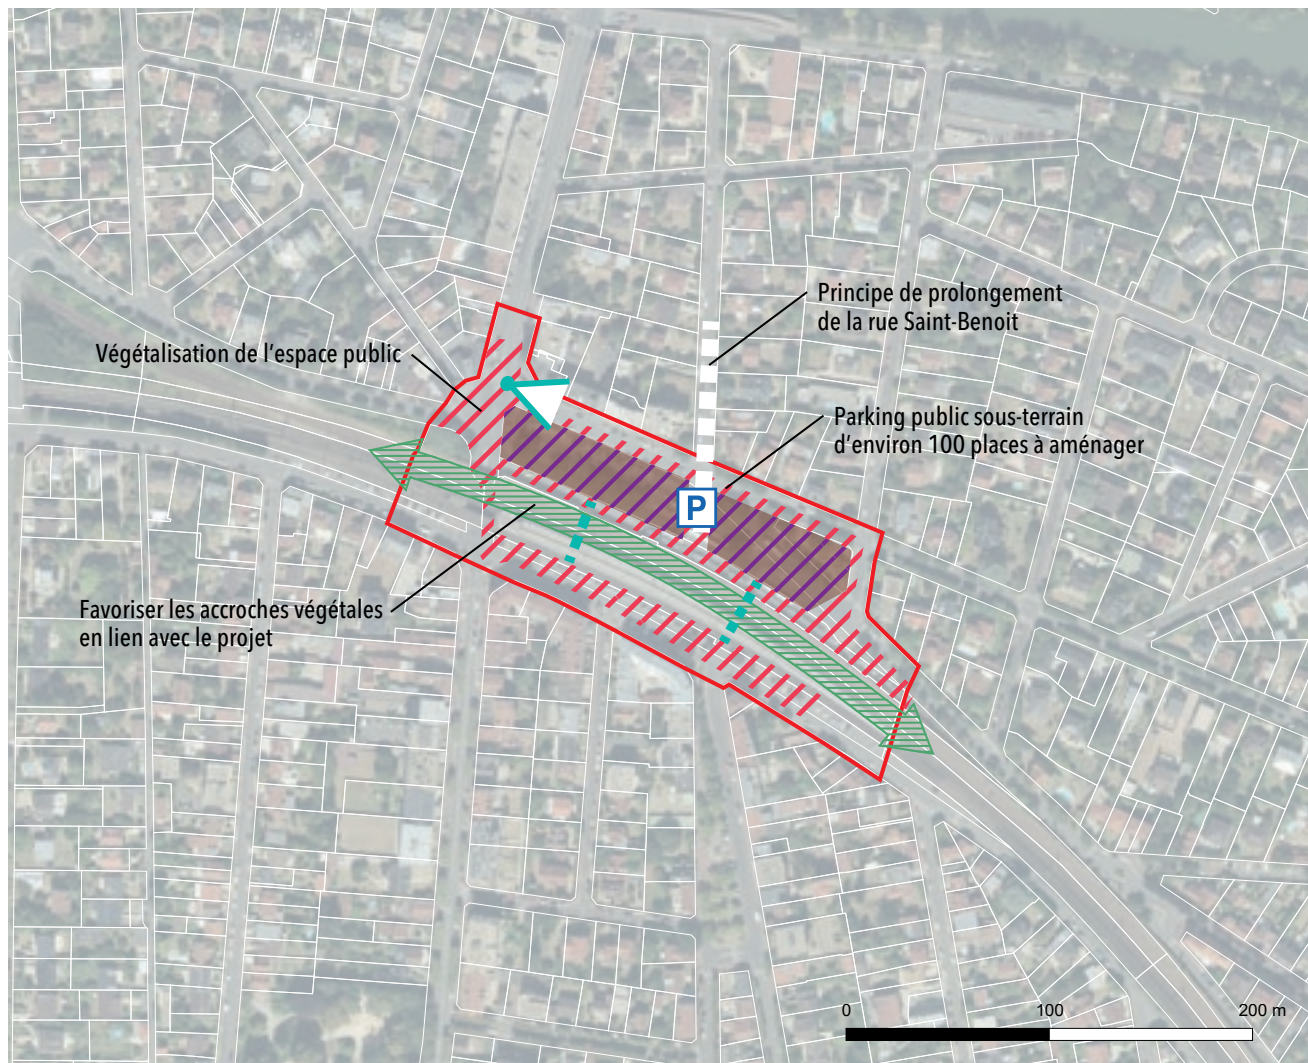 Principe de prolongement
de la rue Saint-Benoit
Végétalisation de l'espace public
Parking public sous-terrain
d'environ 100 places à aménager
P
Favoriser les accroches végétales
en lien avec le projet
0 100 200 m